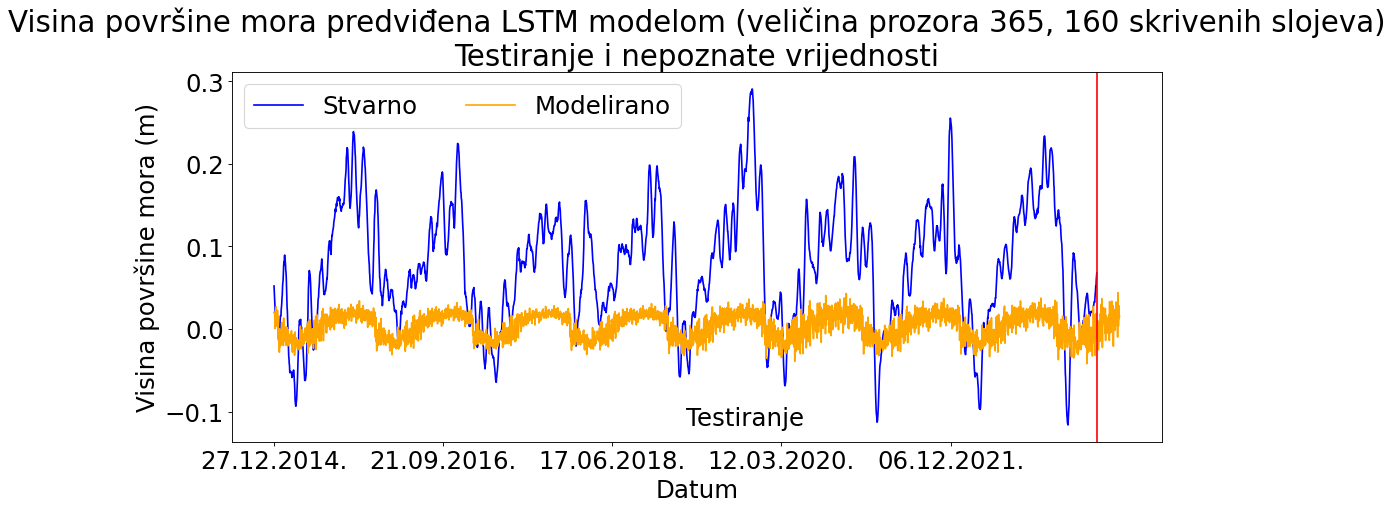 Visina površine mora predviđena LSTM modelom (veličina prozora 365, 160 skrivenih slojeva)
Testiranje i nepoznate vrijednosti
Stvarno Modelirano
Visina površine mora (m)
0.3
0.2
0.1
0.0
−0.1
Testiranje
27.12.2014. 21.09.2016. 17.06.2018. 12.03.2020. 06.12.2021.
Datum